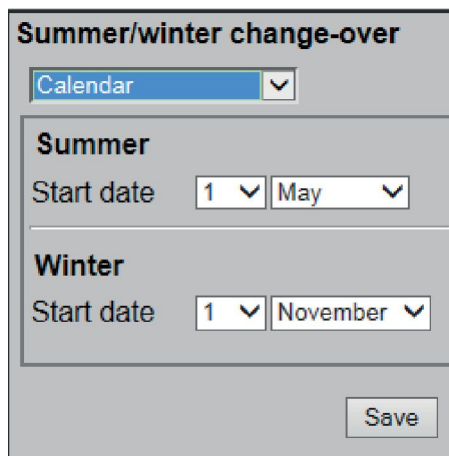 Summer/winter change-over
Calendar
Summer
Start date 1 May
Winter
Start date 1 November
Save